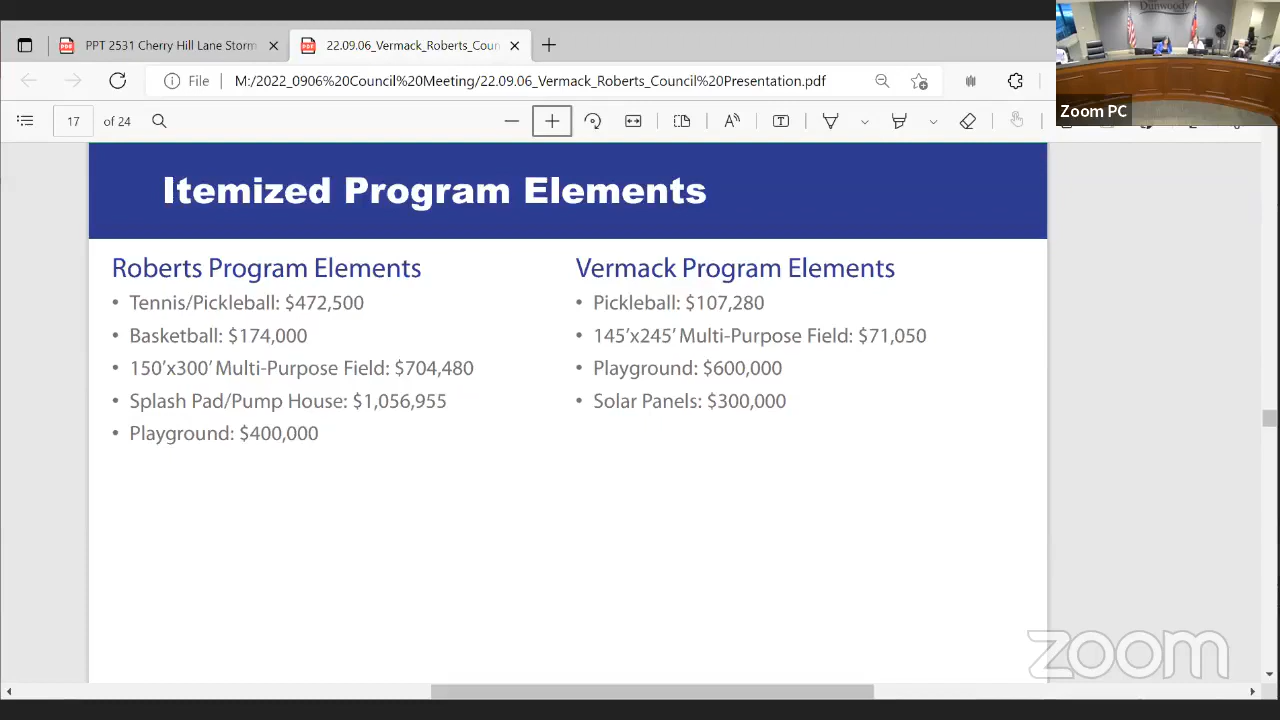 PPT 2531 Cherry Hill Lane Storm
22.09.06_Vermack_Roberts_Coun
File
M:/2022_0906%20Council%20Meeting/22.09.06_Vermack_Roberts_Council%20Presentation.pdf
Dunwoody
Zoom PC
17 of 24
Itemized Program Elements
Roberts Program Elements
• Tennis/Pickleball: $472,500
• Basketball: $174,000
• 150’x300’ Multi-Purpose Field: $704,480
• Splash Pad/Pump House: $1,056,955
• Playground: $400,000
Vermack Program Elements
• Pickleball: $107,280
• 145’x245’ Multi-Purpose Field: $71,050
• Playground: $600,000
• Solar Panels: $300,000
zoom